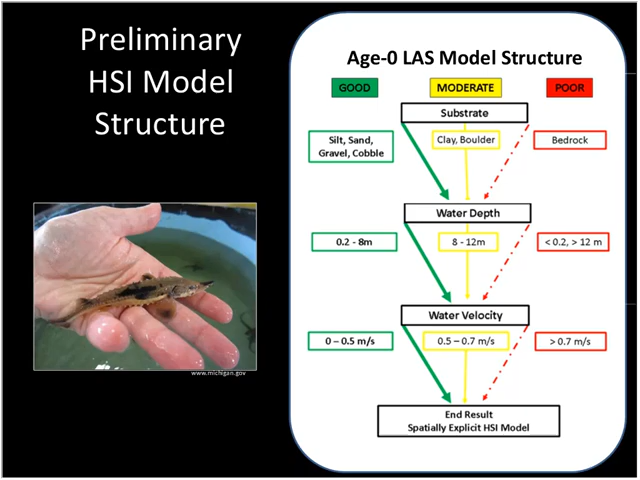 Preliminary
HSI Model
Structure
www.michigan.gov
Age-0 LAS Model Structure
GOOD
MODERATE
POOR
Substrate
Silt, Sand,
Gravel, Cobble
Clay, Boulder
Bedrock
Water Depth
0.2 - 8m
8 - 12m
< 0.2, > 12 m
Water Velocity
0 – 0.5 m/s
0.5 – 0.7 m/s
> 0.7 m/s
End Result
Spatially Explicit HSI Model